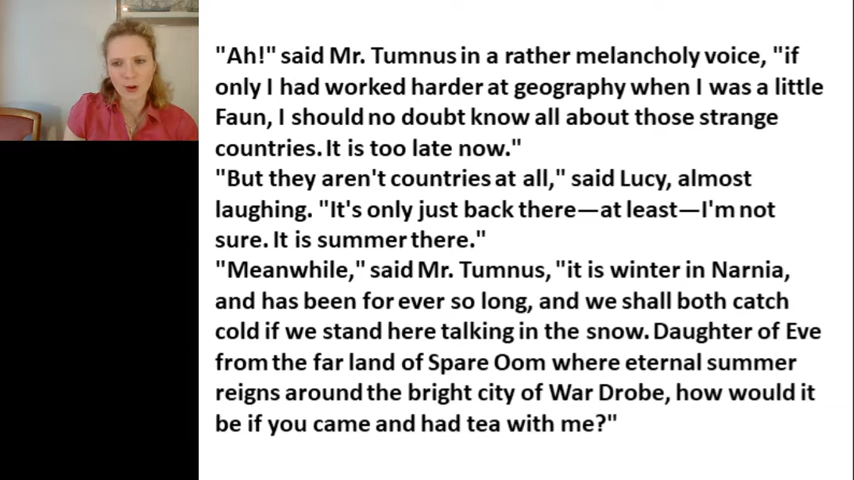 "Ah!" said Mr. Tumnus in a rather melancholy voice, "if
only I had worked harder at geography when I was a little
Faun, I should no doubt know all about those strange
countries. It is too late now."
"But they aren't countries at all," said Lucy, almost
laughing. "It's only just back there—at least—I'm not
sure. It is summer there."
"Meanwhile," said Mr. Tumnus, "it is winter in Narnia,
and has been for ever so long, and we shall both catch
cold if we stand here talking in the snow. Daughter of Eve
from the far land of Spare Oom where eternal summer
reigns around the bright city of War Drobe, how would it
be if you came and had tea with me?"